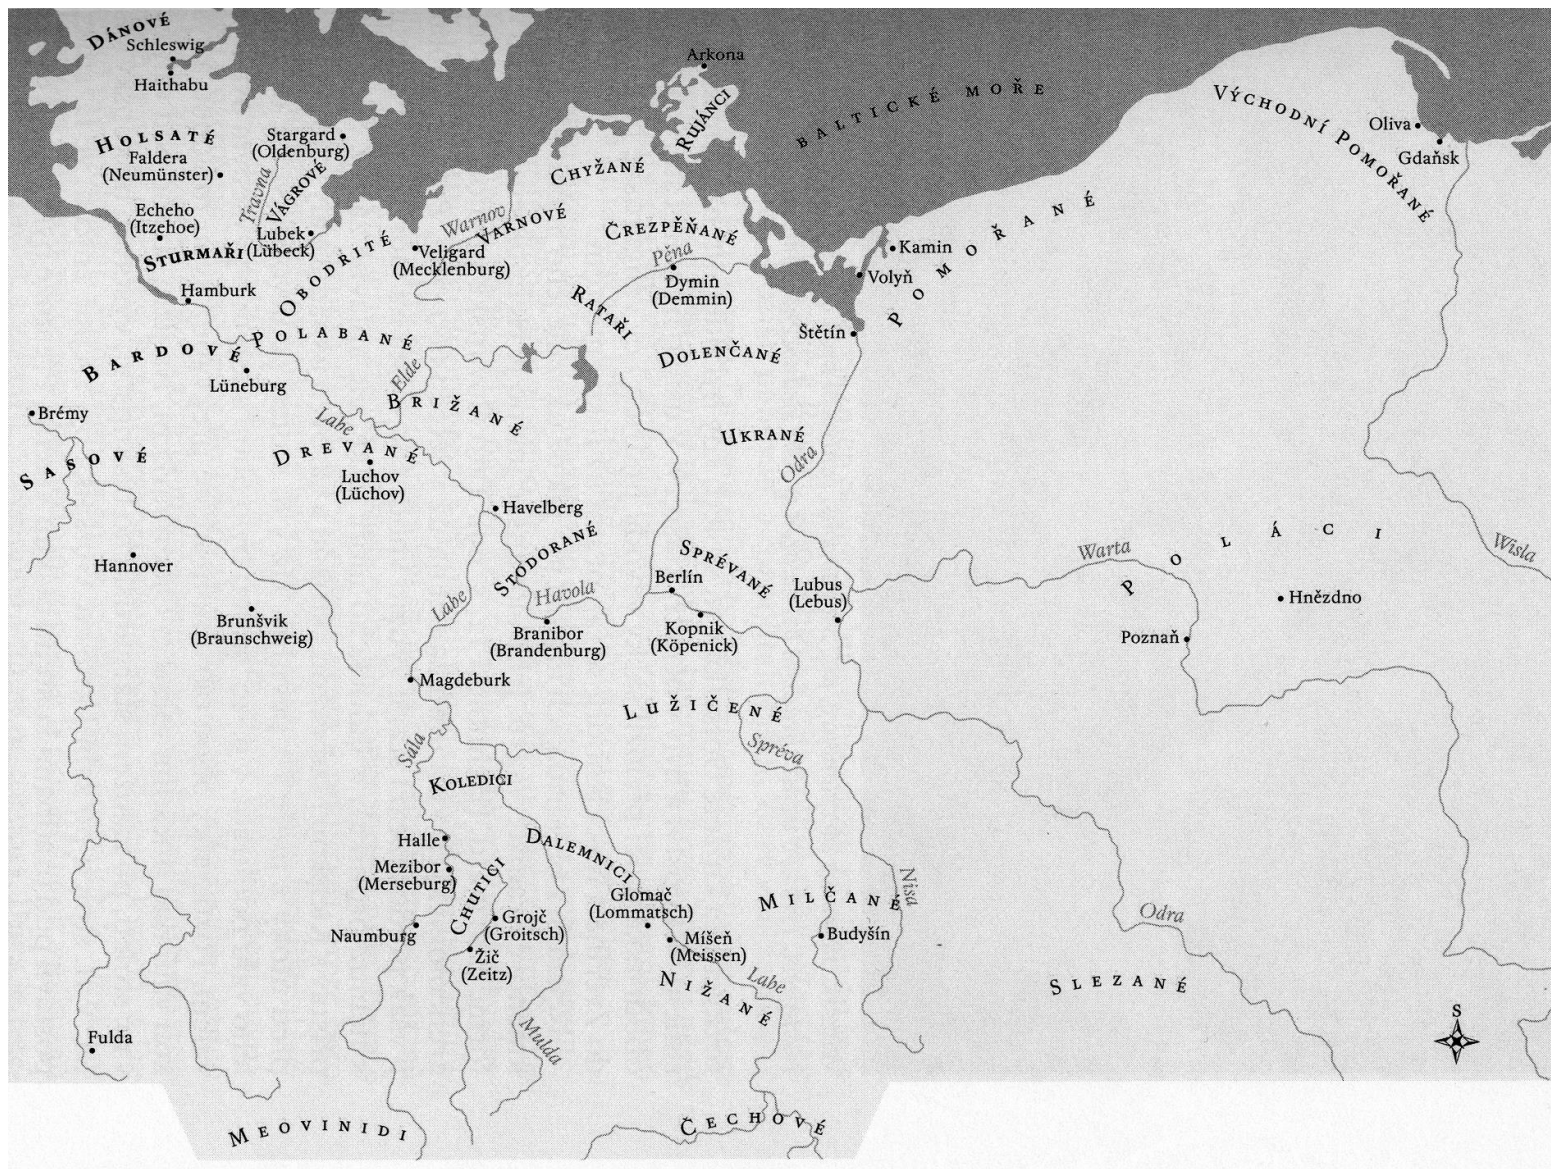 DÁNOVÉ
Schleswig
Haithabu
Arkona
RUJÁNCI
BALTICKÉ MOŘE
VÝCHODNÍ POMOŘANÉ
Oliva
Gdaňsk
HOLSATÉ
Faldera
(Neumünster)
Stargard
(Oldenburg)
Travna
VÁGROVÉ
CHYŽANÉ
Echeho
(Itzehoe)
Lubek
(Lübeck)
STURMAŘI
OBODŘITÉ
Warnov
VARNOVÉ
Veligard
(Mecklenburg)
ČREZPĚŇANÉ
Pěna
Dymin
(Demmin)
Kamin
Volyň
POMOŘANÉ
Hamburk
RATAŘI
Štětín
POLABANÉ
BARDOVÉ
Lüneburg
Elde
DOLENČANÉ
BRIŽANÉ
Brémy
Labe
SASOVÉ
DREVANÉ
Luchov
(Lüchov)
UKRANÉ
Odra
Havelberg
STODORANÉ
SPRÉVANÉ
Hannover
Berlín
Havola
Labe
Lubus
(Lebus)
Warta
POLÁCI
Wisla
Hnězdno
Poznaň
Brunšvik
(Braunschweig)
Branibor
(Brandenburg)
Kopnik
(Köpenick)
Magdeburk
LUŽIČENÉ
Spréva
Sála
KOLEDICI
Halle
DALEMNICI
Mezibor
(Merseburg)
CHUTICI
Glomač
(Lommatsch)
MILČANÉ
Nisa
Odra
Naumburg
Grojč
(Groitsch)
Míšeň
(Meissen)
Budyšín
Žič
(Zeitz)
NIŽANÉ
Labe
SLEZANÉ
Mulda
Fulda
S
MEOVINIDI
ČECHOVÉ